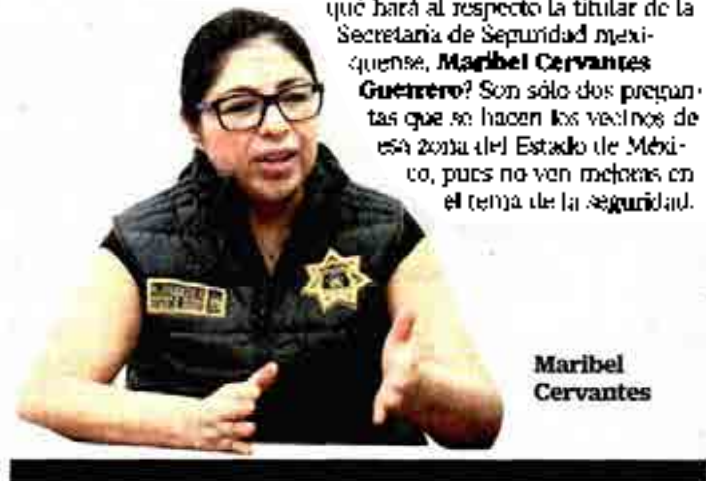 qué hará al respecto la titular de la
Secretaría de Seguridad mexi-
quense, Maribel Cervantes
Guerrero? Son sólo dos pregun-
tas que se hacen los vecinos de
esa zona del Estado de Méxi-
co, pues no ven mejoras en
el tema de la seguridad.
Maribel
Cervantes